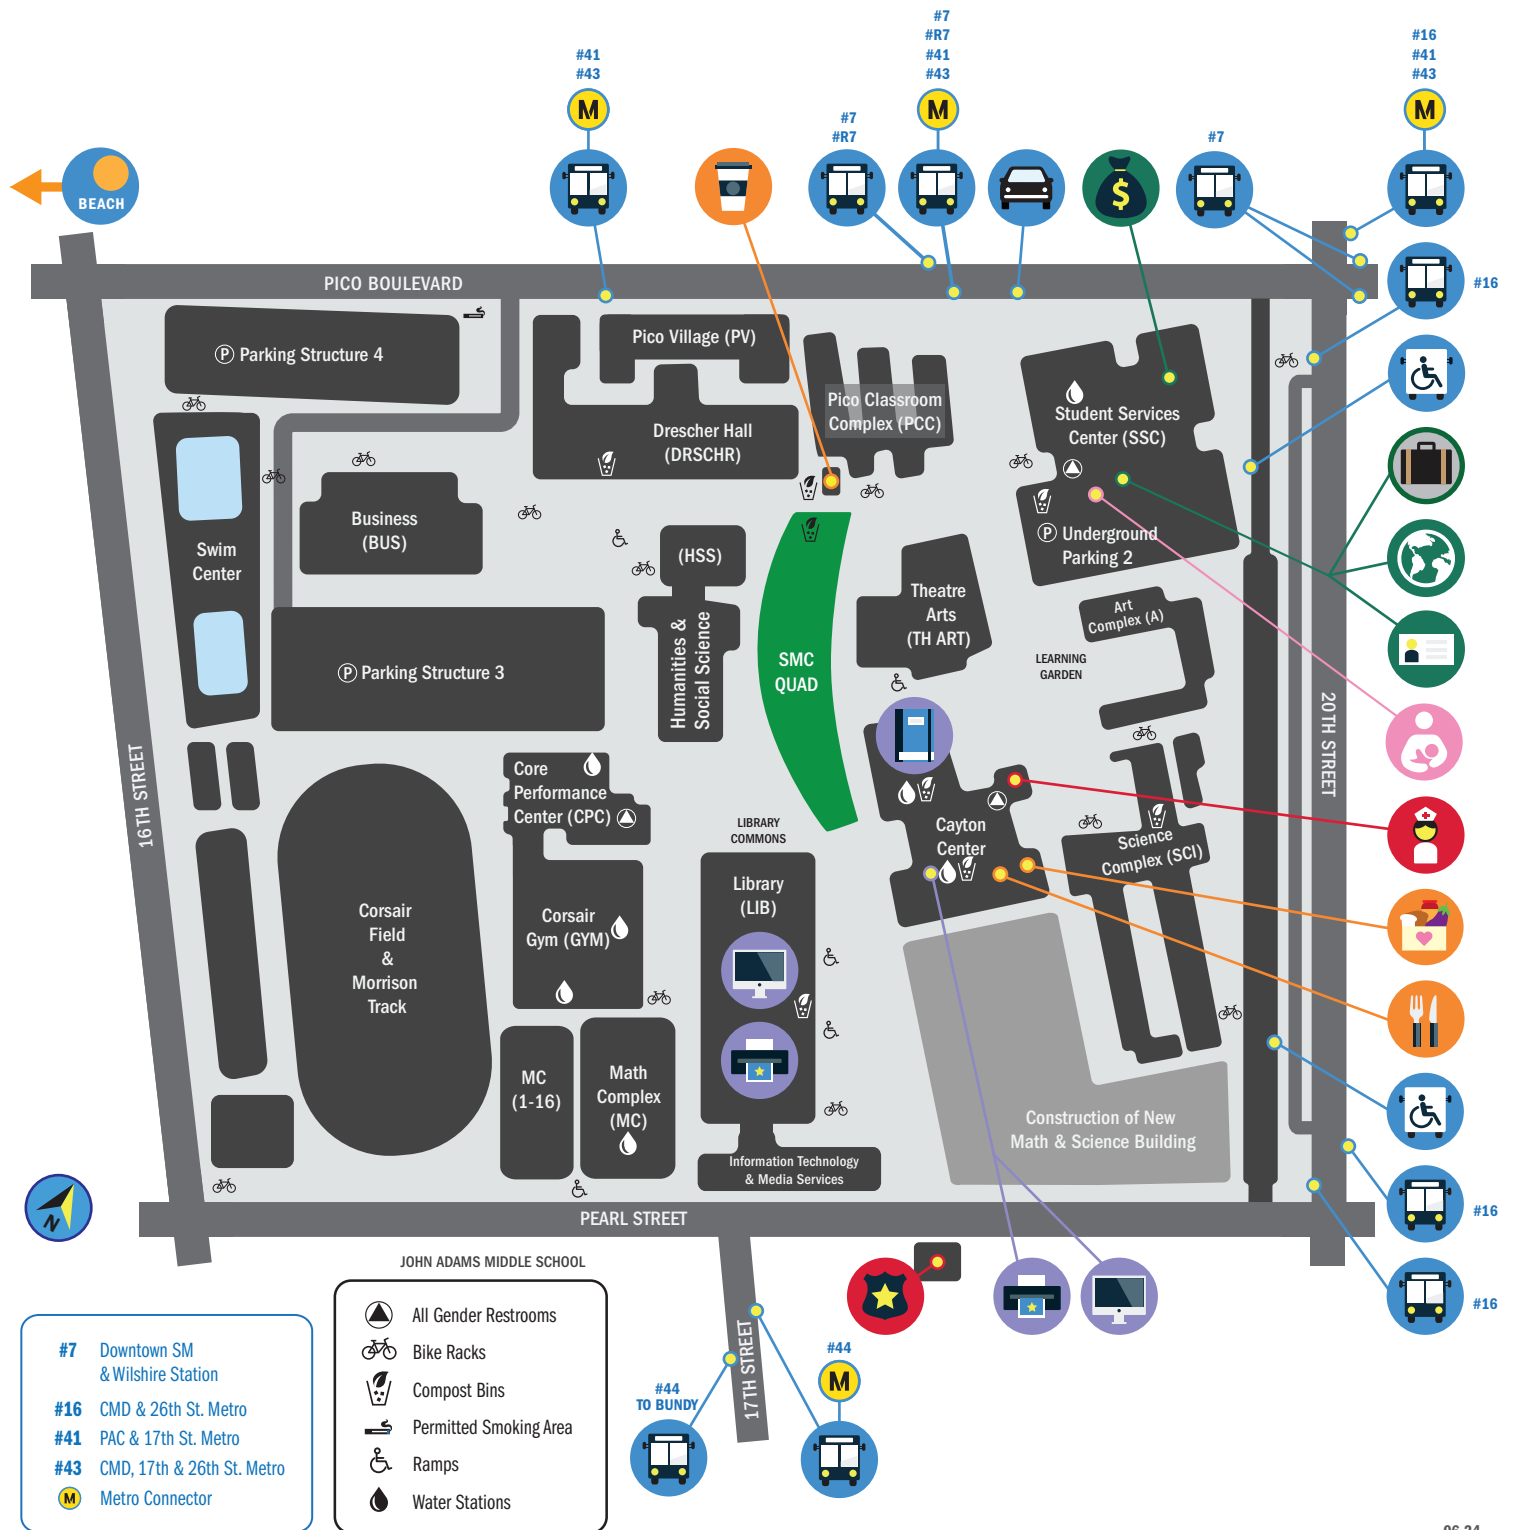 #7
#R7
#41
#43
#16
#41
#43
#41
#43
M
M
M
#7
#R7
#7
BEACH
$
#16
PICO BOULEVARD
P Parking Structure 4
Pico Village (PV)
Pico Classroom
Complex (PCC)
Drescher Hall
(DRSCHR)
Student Services
Center (SSC)
Business
(BUS)
Swim
Center
(HSS)
Humanities &
Social Science
P Underground
Parking 2
Theatre
Arts
(TH ART)
Art
Complex (A)
LEARNING
GARDEN
SMC
QUAD
P Parking Structure 3
16TH STREET
20TH STREET
Core
Performance
Center (CPC)
LIBRARY
COMMONS
Cayton
Center
Science
Complex (SCI)
Library
(LIB)
Corsair
Field
&
Morrison
Track
Corsair
Gym (GYM)
MC
(1-16)
Math
Complex
(MC)
Construction of New
Math & Science Building
Information Technology
& Media Services
N
PEARL STREET
#16
#16
JOHN ADAMS MIDDLE SCHOOL
17TH STREET
#44
M
#44
TO BUNDY
#7 Downtown SM
& Wilshire Station
#16 CMD & 26th St. Metro
#41 PAC & 17th St. Metro
#43 CMD, 17th & 26th St. Metro
M Metro Connector
All Gender Restrooms
Bike Racks
Compost Bins
Permitted Smoking Area
Ramps
Water Stations